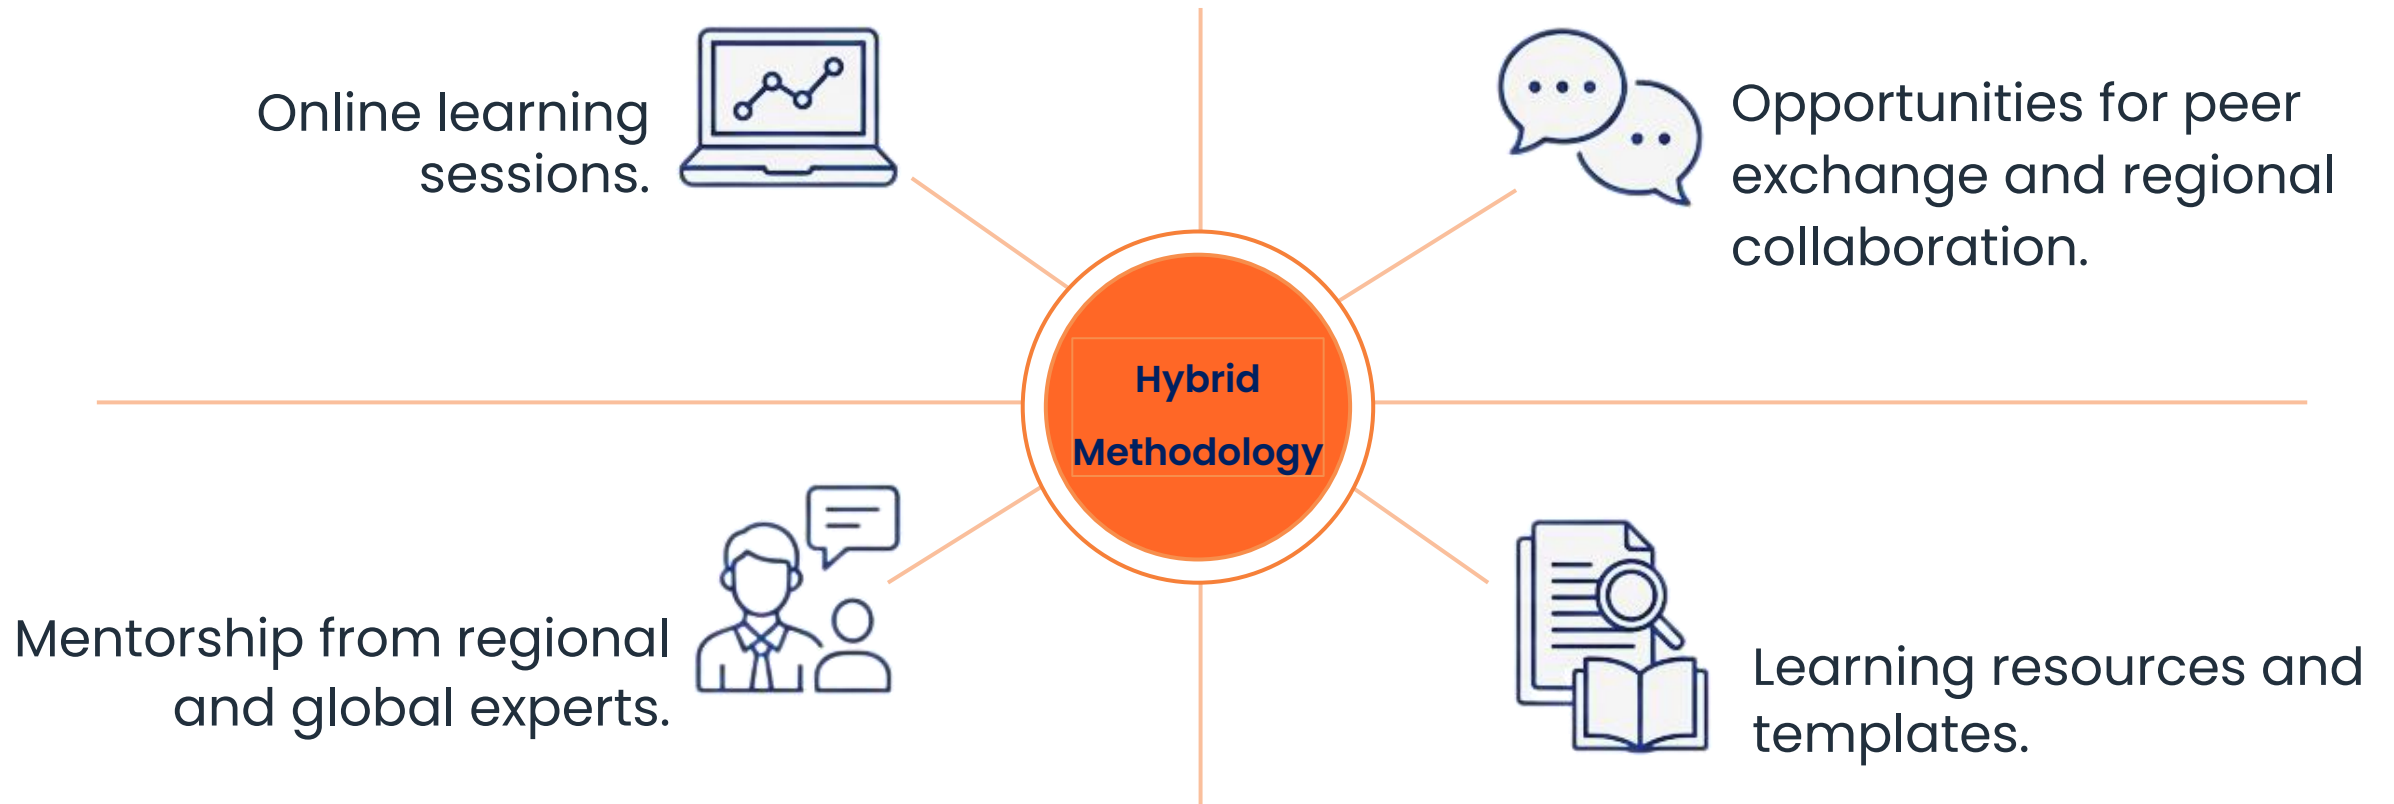 Online learning
sessions.
Opportunities for peer
exchange and regional
collaboration.
Hybrid
Methodology
Mentorship from regional
and global experts.
Learning resources and
templates.